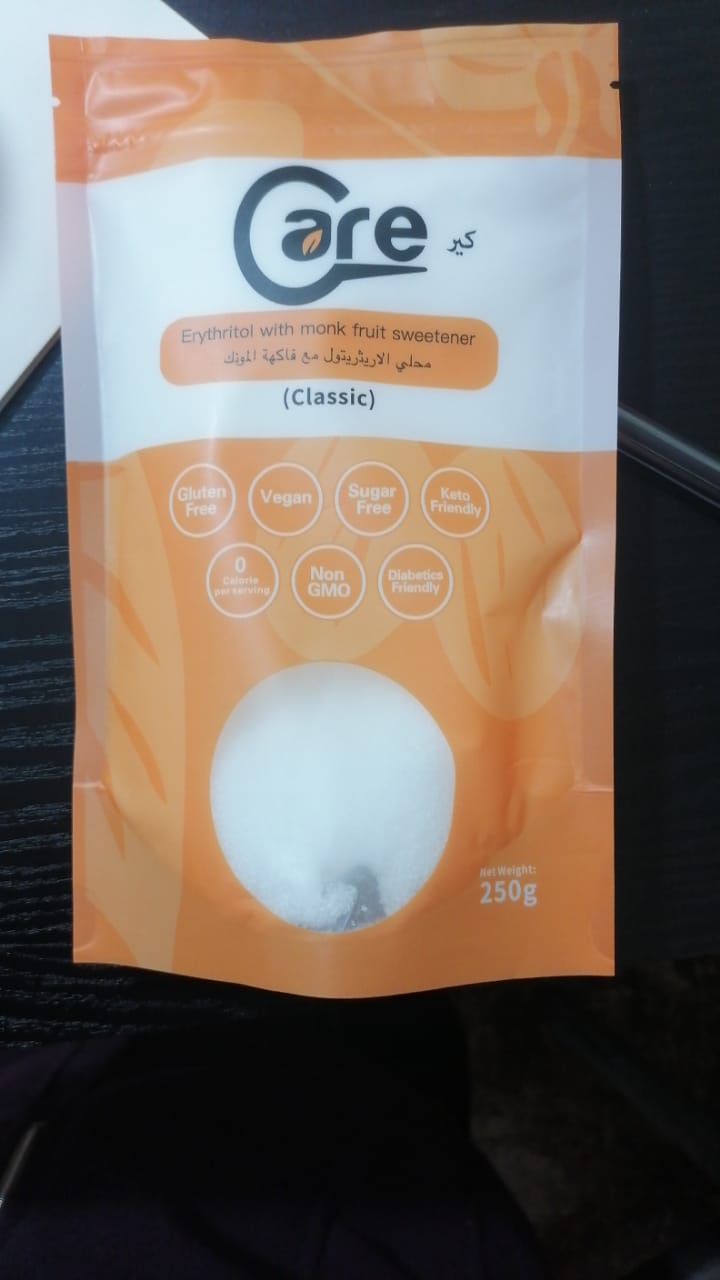 Care كير
Erythritol with monk fruit sweetener
محلي الاريثريتول مع فاكهة المونك
(Classic)
Gluten Free
Vegan
Sugar Free
Keto Friendly
0 Calorie per serving
Non GMO
Diabetics Friendly
Net Weight:
250g